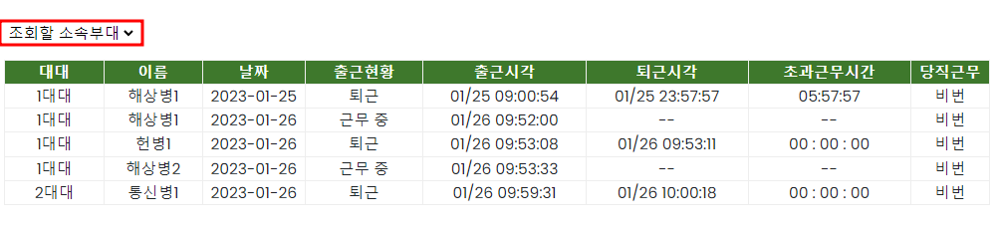 조회할 소속부대
대대 이름 날짜 출근현황 출근시각 퇴근시각 초과근무시간 당직근무
1대대 해상병1 2023-01-25 퇴근 01/25 09:00:54 01/25 23:57:57 05:57:57 비번
1대대 해상병1 2023-01-26 근무 중 01/26 09:52:00 -- -- 비번
1대대 헌병1 2023-01-26 퇴근 01/26 09:53:08 01/26 09:53:11 00 : 00 : 00 비번
1대대 해상병2 2023-01-26 근무 중 01/26 09:53:33 -- -- 비번
2대대 통신병1 2023-01-26 퇴근 01/26 09:59:31 01/26 10:00:18 00 : 00 : 00 비번